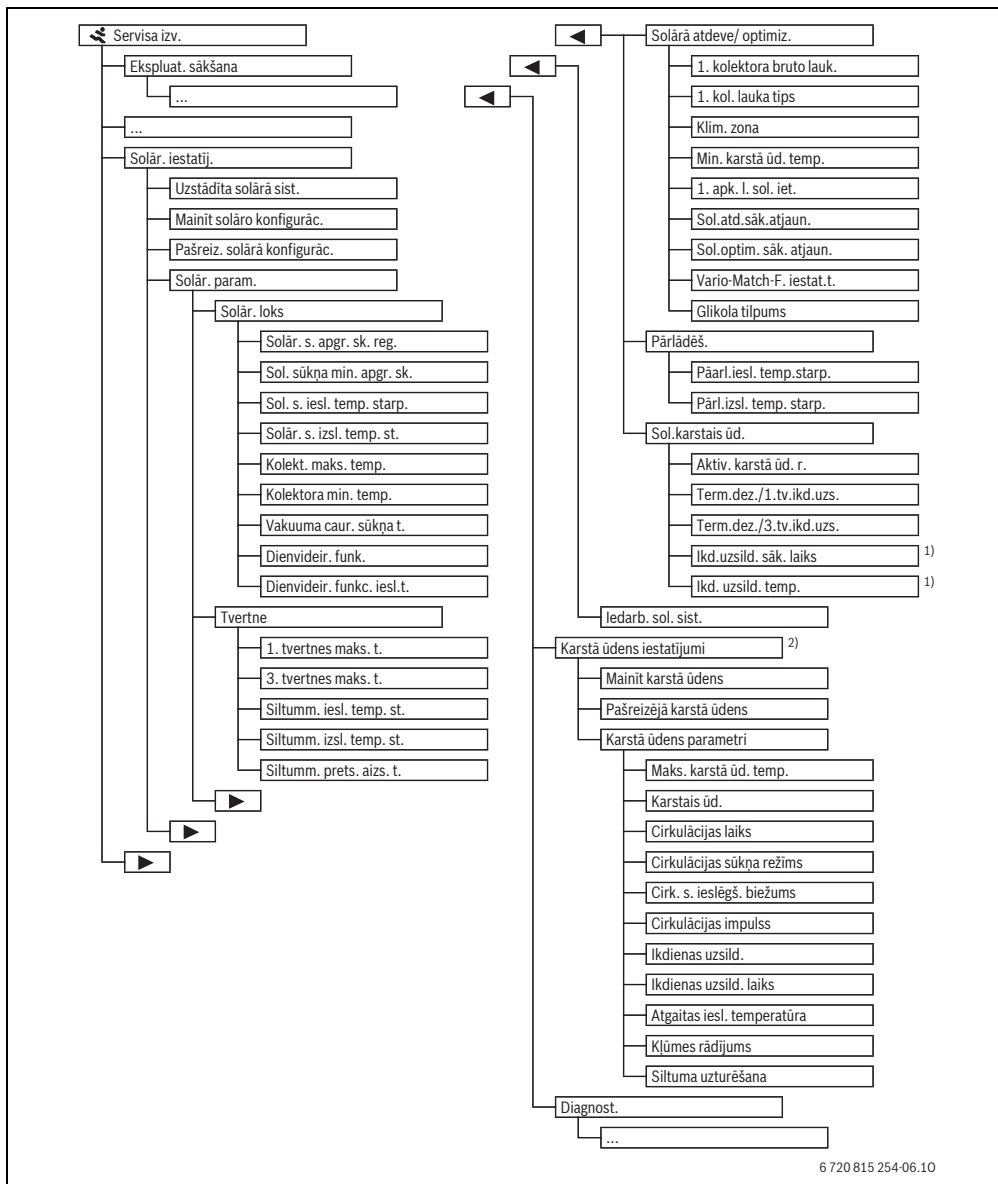 Servisa izv.
Ekspluat. sākšana
...
...
Solār. iestatīj.
Uzstādīta solārā sist.
Mainīt solāro konfigurāc.
Pašreiz. solārā konfigurāc.
Solār. param.
Solār. loks
Solār. s. apgr. sk. reg.
Sol. sūkņa min. apgr. sk.
Sol. s. iesl. temp. starp.
Solār. s. izsl. temp. st.
Kolekt. maks. temp.
Kolektora min. temp.
Vakuuma caur. sūkņa t.
Dienvideir. funk.
Dienvideir. funkc. iesl.t.
Tvertne
1. tvertnes maks. t.
3. tvertnes maks. t.
Siltumm. iesl. temp. st.
Siltumm. izsl. temp. st.
Siltumm. prets. aizs. t.
Solārā atdeve/ optimiz.
1. kolektora bruto lauk.
1. kol. lauka tips
Klim. zona
Min. karstā ūd. temp.
1. apk. l. sol. iet.
Sol.atd.sāk.atjaun.
Sol.optim. sāk. atjaun.
Vario-Match-F. iestat.t.
Glikola tilpums
Pārlādēš.
Pāarl.iesl. temp.starp.
Pārl.izsl. temp. starp.
Sol.karstais ūd.
Aktiv. karstā ūd. r.
Term.dez./1.tv.ikd.uzs.
Term.dez./3.tv.ikd.uzs.
Ikd.uzsild. sāk. laiks 1)
Ikd. uzsild. temp. 1)
Iedarb. sol. sist.
Karstā ūdens iestatījumi 2)
Mainīt karstā ūdens
Pašreizējā karstā ūdens
Karstā ūdens parametri
Maks. karstā ūd. temp.
Karstais ūd.
Cirkulācijas laiks
Cirkulācijas sūkņa režīms
Cirk. s. ieslēgš. biežums
Cirkulācijas impulss
Ikdienas uzsild.
Ikdienas uzsild. laiks
Atgaitas iesl. temperatūra
Kļūmes rādījums
Siltuma uzturēšana
Diagnost.
...
6 720 815 254-06.1O